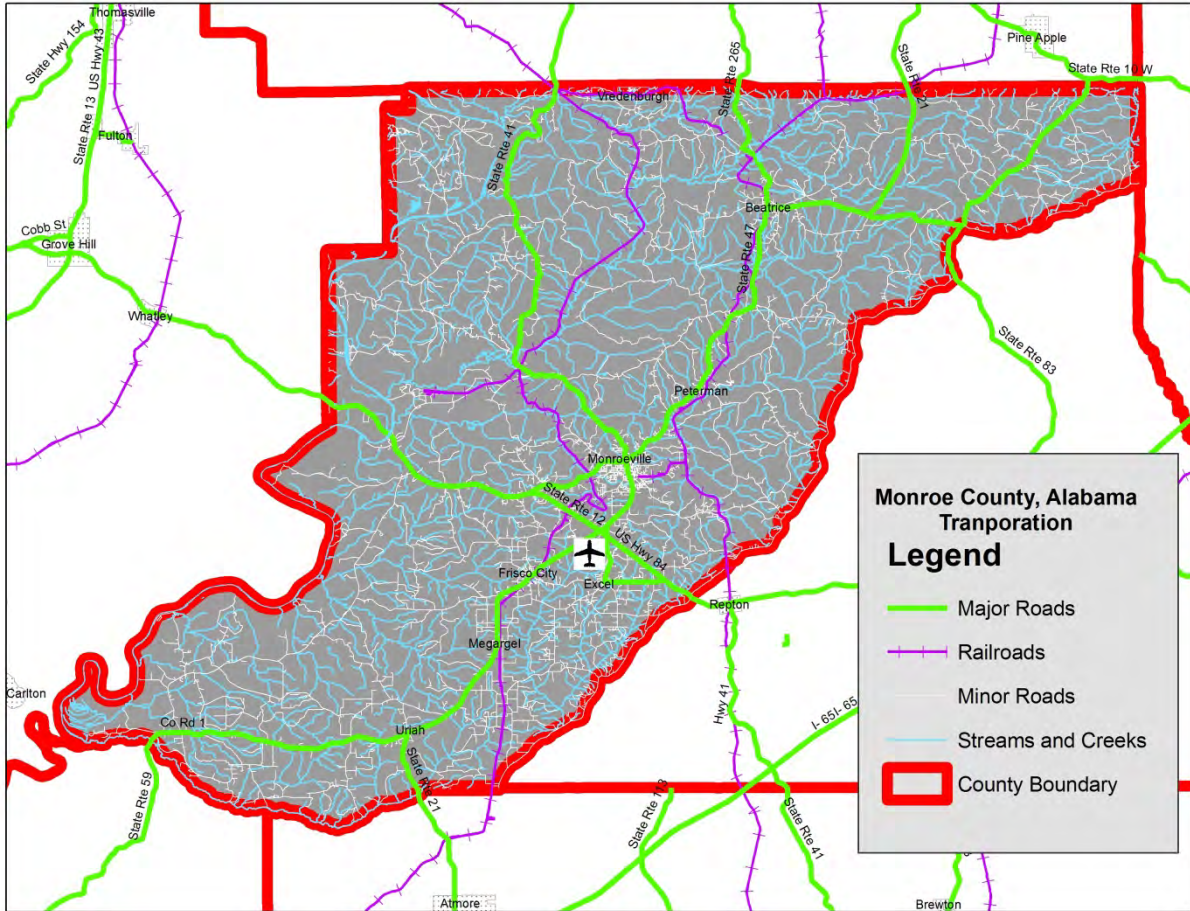 Thomasville
State Hwy 154
US Hwy 43
State Rte 13
Fulton
Cobb St
Grove Hill
Whatley
Carlton
Pine Apple
State Rte 10 W
State Rte 265
State Rte 21
Vredenburgh
State Rte 41
Beatrice
State Rte 47
State Rte 83
Peterman
Monroeville
State Rte 12
US Hwy 84
Frisco City
Excel
Repton
Megargel
Co Rd 1
Uriah
State Rte 59
State Rte 21
Hwy 41
I- 65I- 65
State Rte 113
State Rte 41
Atmore
Brewton
Monroe County, Alabama
Tranporation
Legend
Major Roads
Railroads
Minor Roads
Streams and Creeks
County Boundary